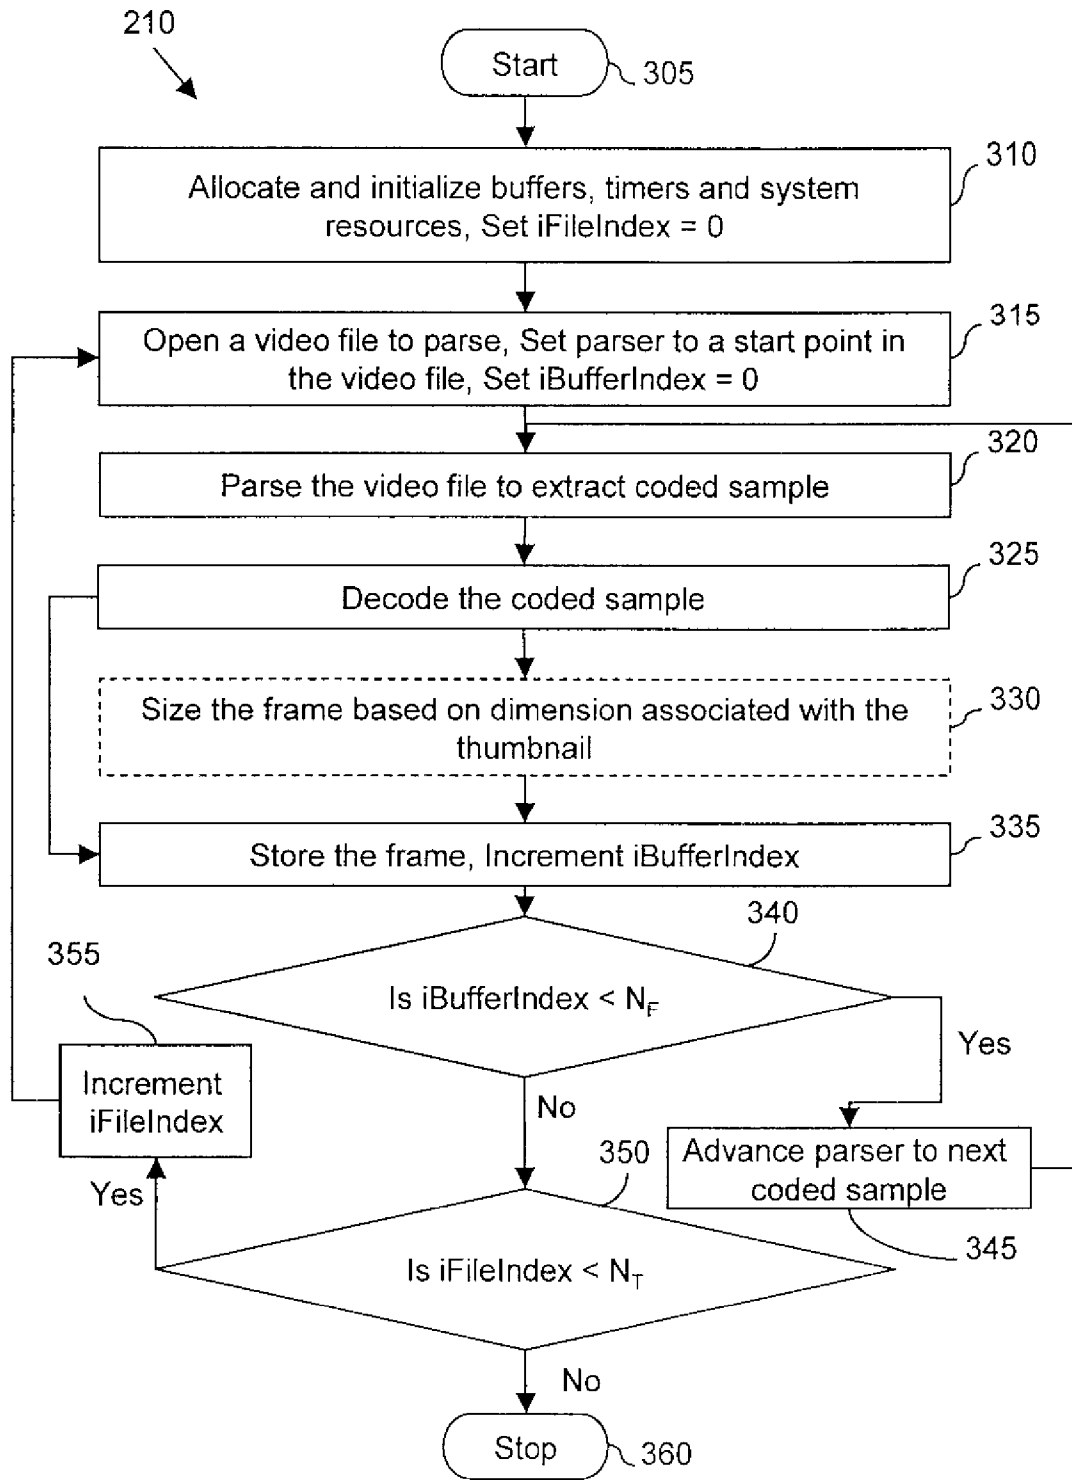 210
Start
305
310
Allocate and initialize buffers, timers and system
resources, Set iFileIndex = 0
315
Open a video file to parse, Set parser to a start point in
the video file, Set iBufferIndex = 0
320
Parse the video file to extract coded sample
325
Decode the coded sample
330
Size the frame based on dimension associated with the
thumbnail
335
Store the frame, Increment iBufferIndex
340
355
Is iBufferIndex < N_F
Yes
Increment
iFileIndex
No
350
Advance parser to next
coded sample
Yes
345
Is iFileIndex < N_T
No
Stop
360